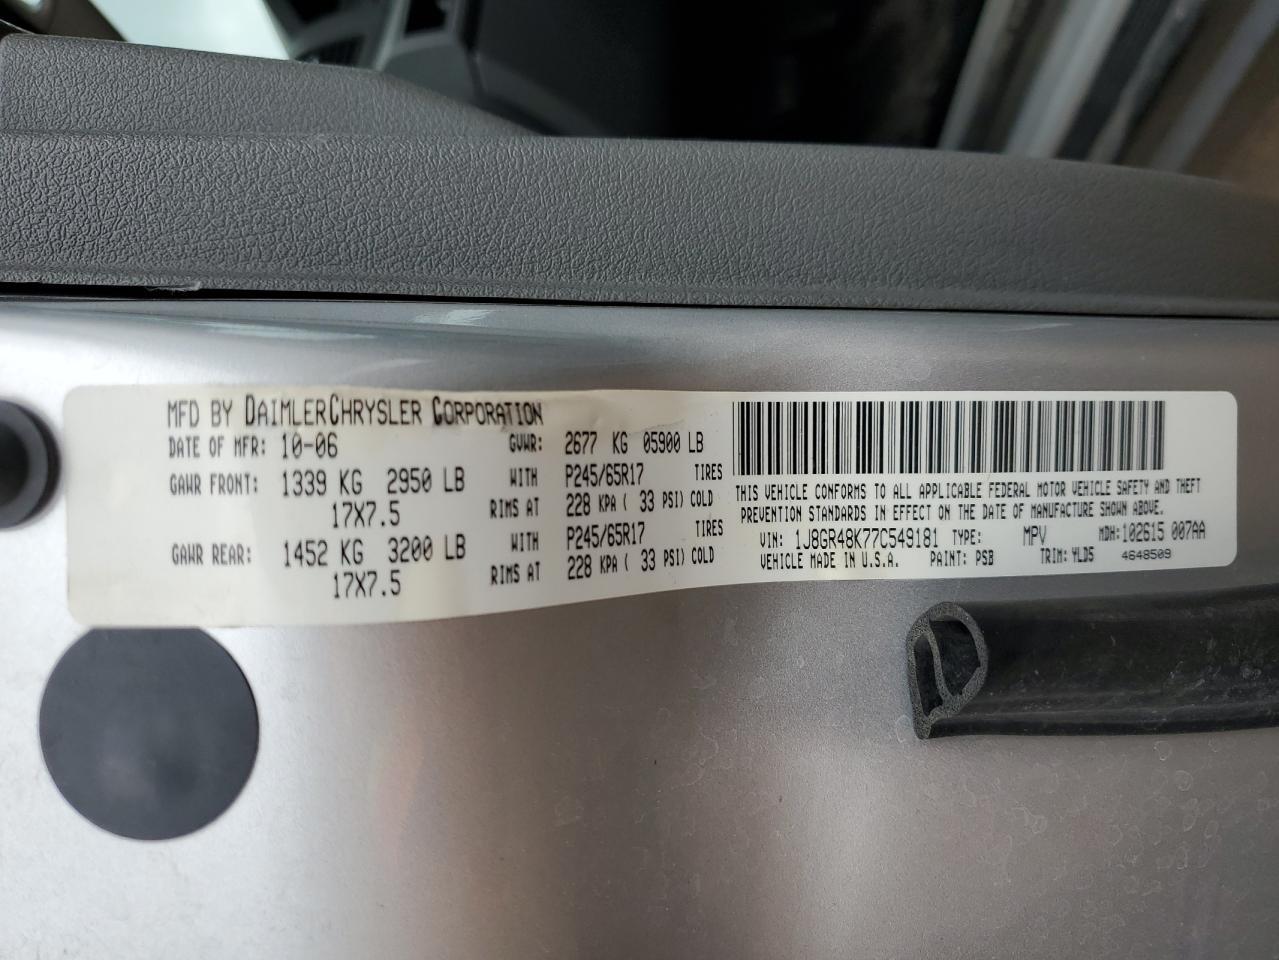 MFD BY DAIMLERCHRYSLER CORPORATION
DATE OF MFR: 10-06 GVWR: 2677 KG 05900 LB
GAWR FRONT: 1339 KG 2950 LB WITH P245/65R17 TIRES
17X7.5 RIMS AT 228 KPA ( 33 PSI) COLD
GAWR REAR: 1452 KG 3200 LB WITH P245/65R17 TIRES
17X7.5 RIMS AT 228 KPA ( 33 PSI) COLD
THIS VEHICLE CONFORMS TO ALL APPLICABLE FEDERAL MOTOR VEHICLE SAFETY AND THEFT
PREVENTION STANDARDS IN EFFECT ON THE DATE OF MANUFACTURE SHOWN ABOVE.
VIN: 1J8GR48K77C549181 TYPE: MPV MDH:102615 007AA
VEHICLE MADE IN U.S.A. PAINT: PSB TRIM: YLD5 4648509